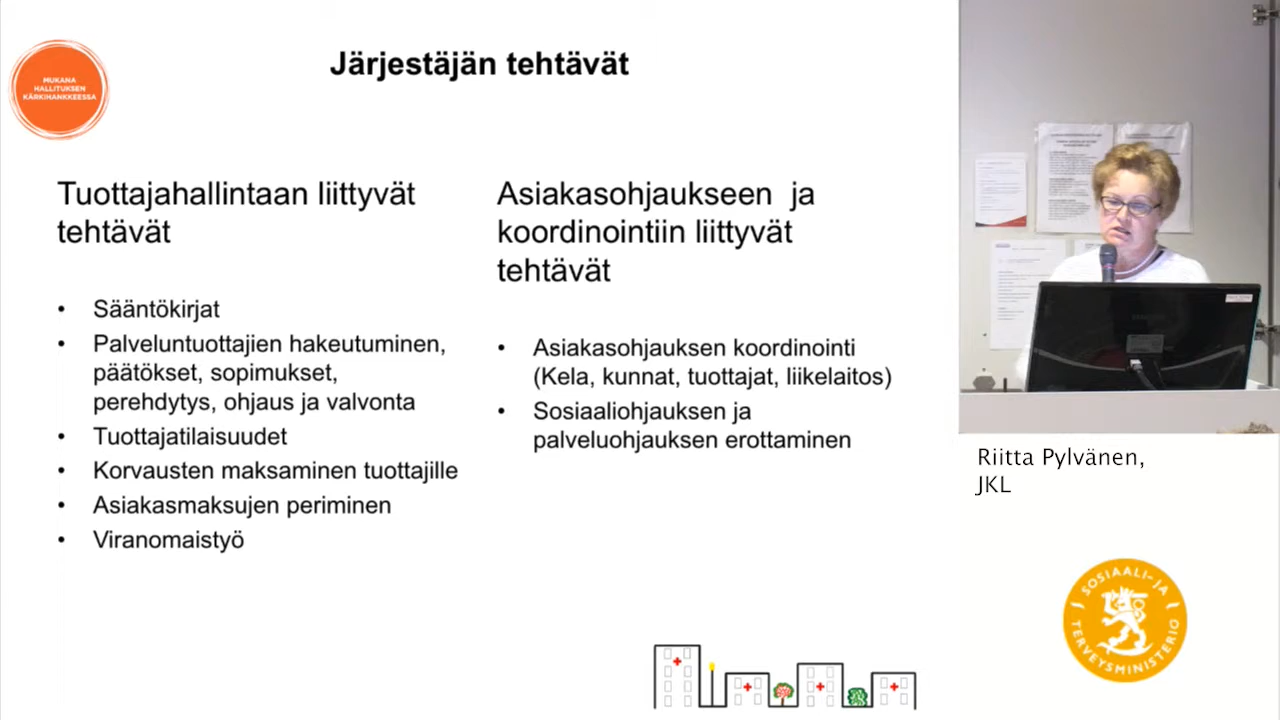 Järjestäjän tehtävät
MUKANA
HALLITUKSEN
KÄRKIHANKKEESSA
Tuottajahallintaan liittyvät
tehtävät
• Sääntökirjat
• Palveluntuottajien hakeutuminen,
päätökset, sopimukset,
perehdytys, ohjaus ja valvonta
• Tuottajatilaisuudet
• Korvausten maksaminen tuottajille
• Asiakasmaksujen periminen
• Viranomaistyö
Asiakasohjaukseen ja
koordinointiin liittyvät
tehtävät
• Asiakasohjauksen koordinointi
(Kela, kunnat, tuottajat, liikelaitos)
• Sosiaaliohjauksen ja
palveluohjauksen erottaminen
Riitta Pylvänen,
JKL
SOSIAALI- JA
TERVEYSMINISTERIÖ